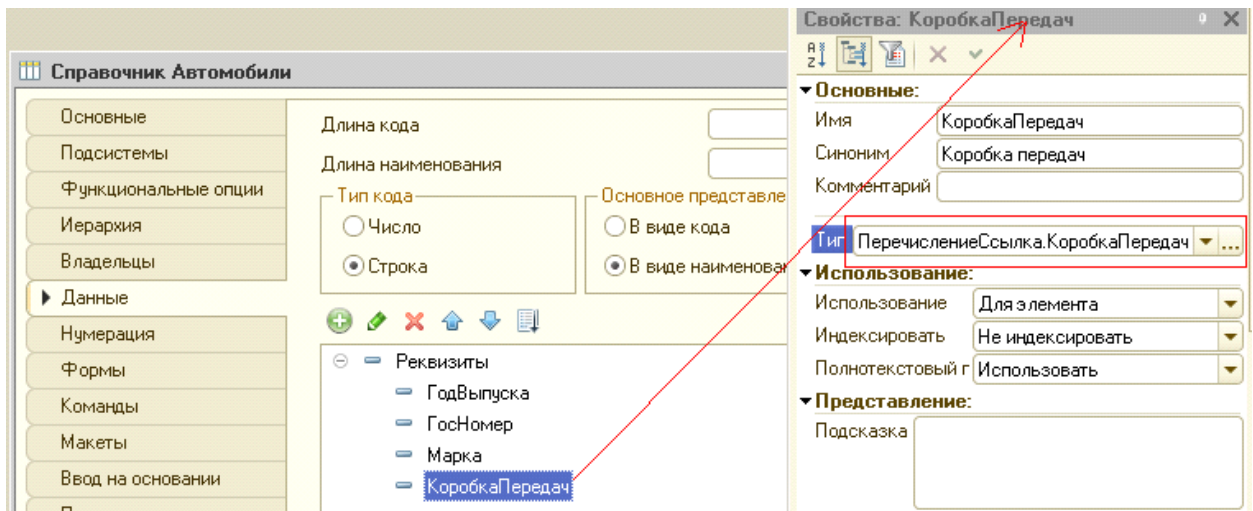 Справочник Автомобили
Основные
Подсистемы
Функциональные опции
Иерархия
Владельцы
Данные
Нумерация
Формы
Команды
Макеты
Ввод на основании
Длина кода
Длина наименования
Тип кода
Число
Строка
Основное представле
В виде кода
В виде наименован
Реквизиты
ГодВыпуска
ГосНомер
Марка
КоробкаПередач
Свойства: КоробкаПередач
Основные:
Имя КоробкаПередач
Синоним Коробка передач
Комментарий
Тип ПеречислениеСсылка.КоробкаПередач ...
Использование:
Использование Для элемента
Индексировать Не индексировать
Полнотекстовый п Использовать
Представление:
Подсказка